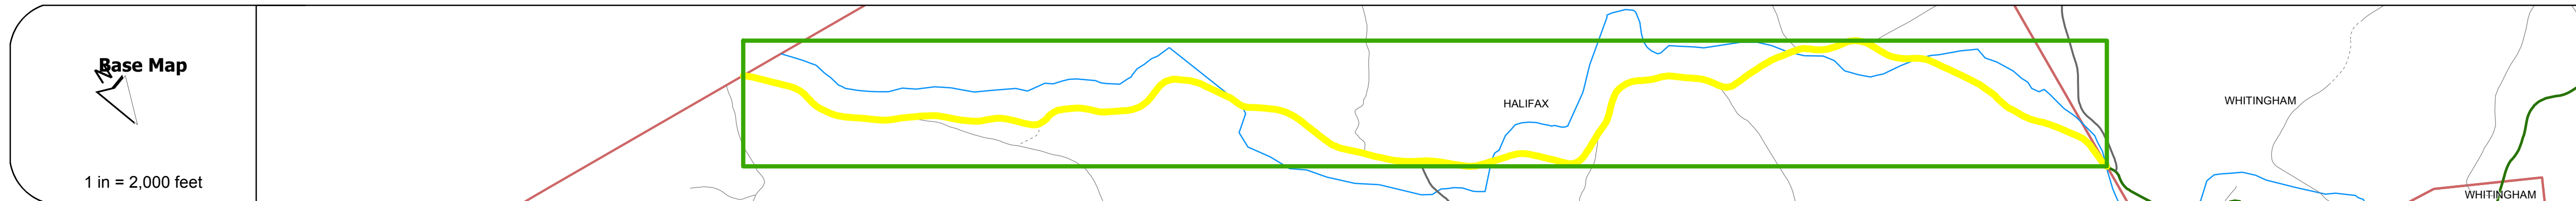 Base Map
N
1 in = 2,000 feet
HALIFAX
WHITINGHAM
WHITINGHAM